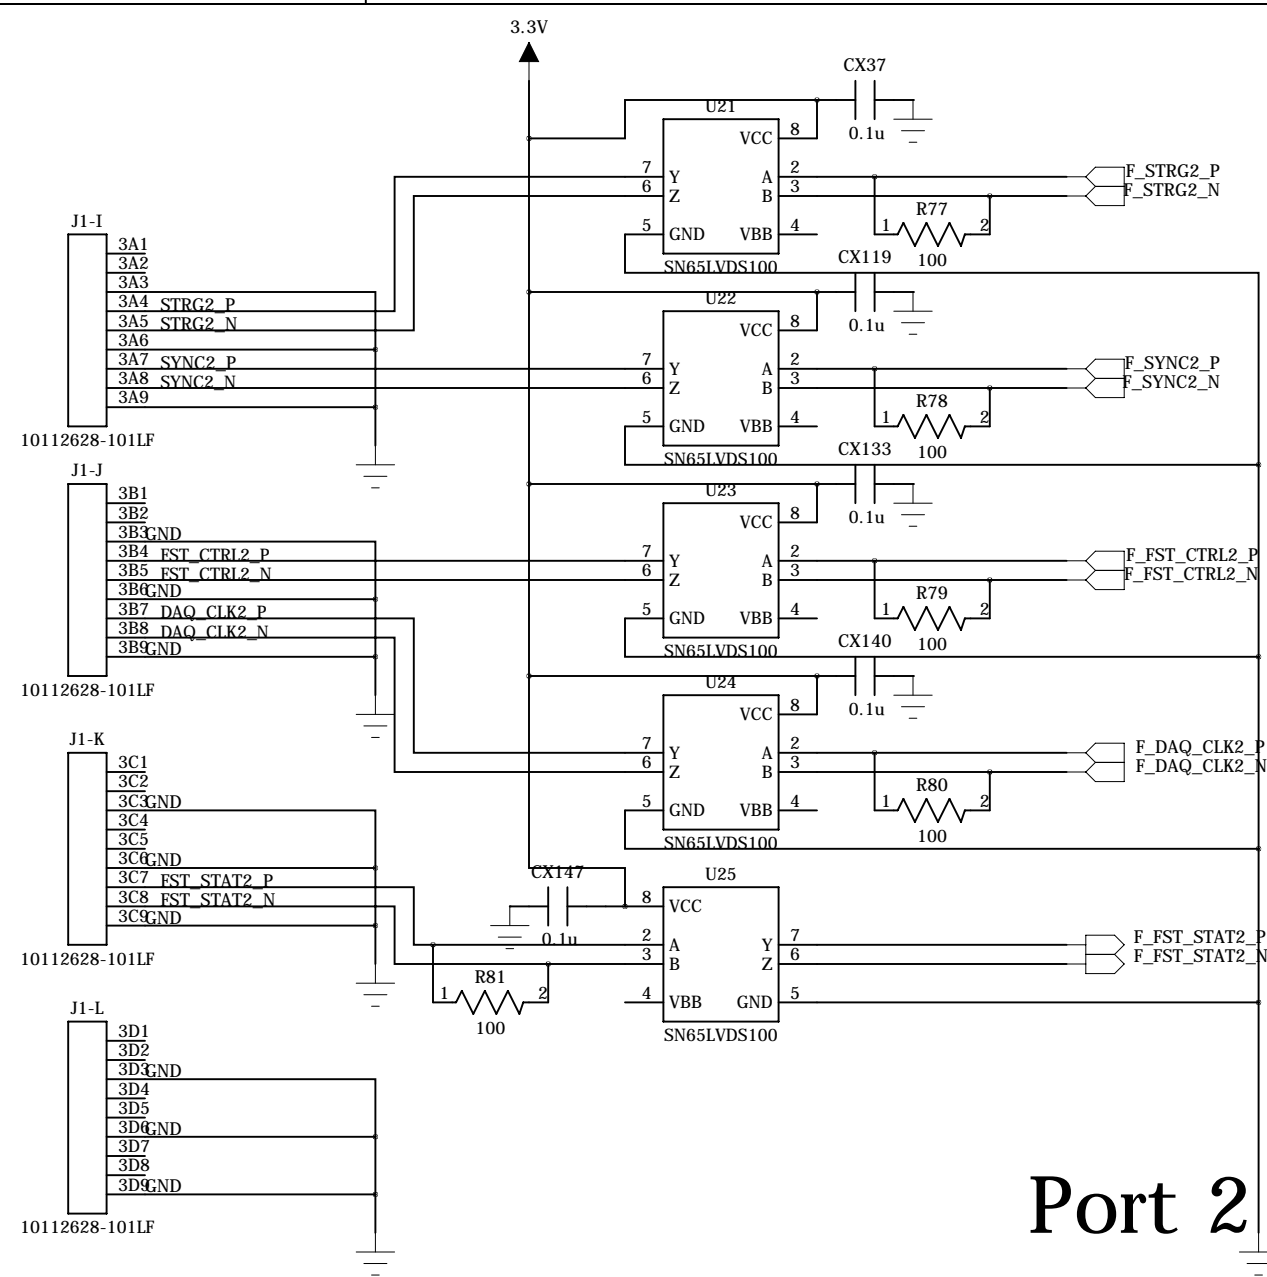 3.3V
CX37
0.1u
U21
VCC 8
7 Y A 2
6 Z B 3
5 GND VBB 4
SN65LVDS100
F_STRG2_P
F_STRG2_N
R77
1 2
100
J1-I
3A1
3A2
3A3
3A4 STRG2_P
3A5 STRG2_N
3A6
3A7 SYNC2_P
3A8 SYNC2_N
3A9
10112628-101LF
CX119
0.1u
U22
VCC 8
7 Y A 2
6 Z B 3
5 GND VBB 4
SN65LVDS100
F_SYNC2_P
F_SYNC2_N
R78
1 2
100
J1-J
3B1
3B2
3B3 GND
3B4 FST_CTRL2_P
3B5 FST_CTRL2_N
3B6 GND
3B7 DAQ_CLK2_P
3B8 DAQ_CLK2_N
3B9 GND
10112628-101LF
CX133
0.1u
U23
VCC 8
7 Y A 2
6 Z B 3
5 GND VBB 4
SN65LVDS100
F_FST_CTRL2_P
F_FST_CTRL2_N
R79
1 2
100
CX140
0.1u
U24
VCC 8
7 Y A 2
6 Z B 3
5 GND VBB 4
SN65LVDS100
F_DAQ_CLK2_P
F_DAQ_CLK2_N
R80
1 2
100
J1-K
3C1
3C2
3C3 GND
3C4
3C5
3C6 GND
3C7 FST_STAT2_P
3C8 FST_STAT2_N
3C9 GND
10112628-101LF
CX147
0.1u
U25
8 VCC
2 A Y 7
3 B Z 6
4 VBB GND 5
SN65LVDS100
F_FST_STAT2_P
F_FST_STAT2_N
R81
1 2
100
J1-L
3D1
3D2
3D3 GND
3D4
3D5
3D6 GND
3D7
3D8
3D9 GND
10112628-101LF
Port 2